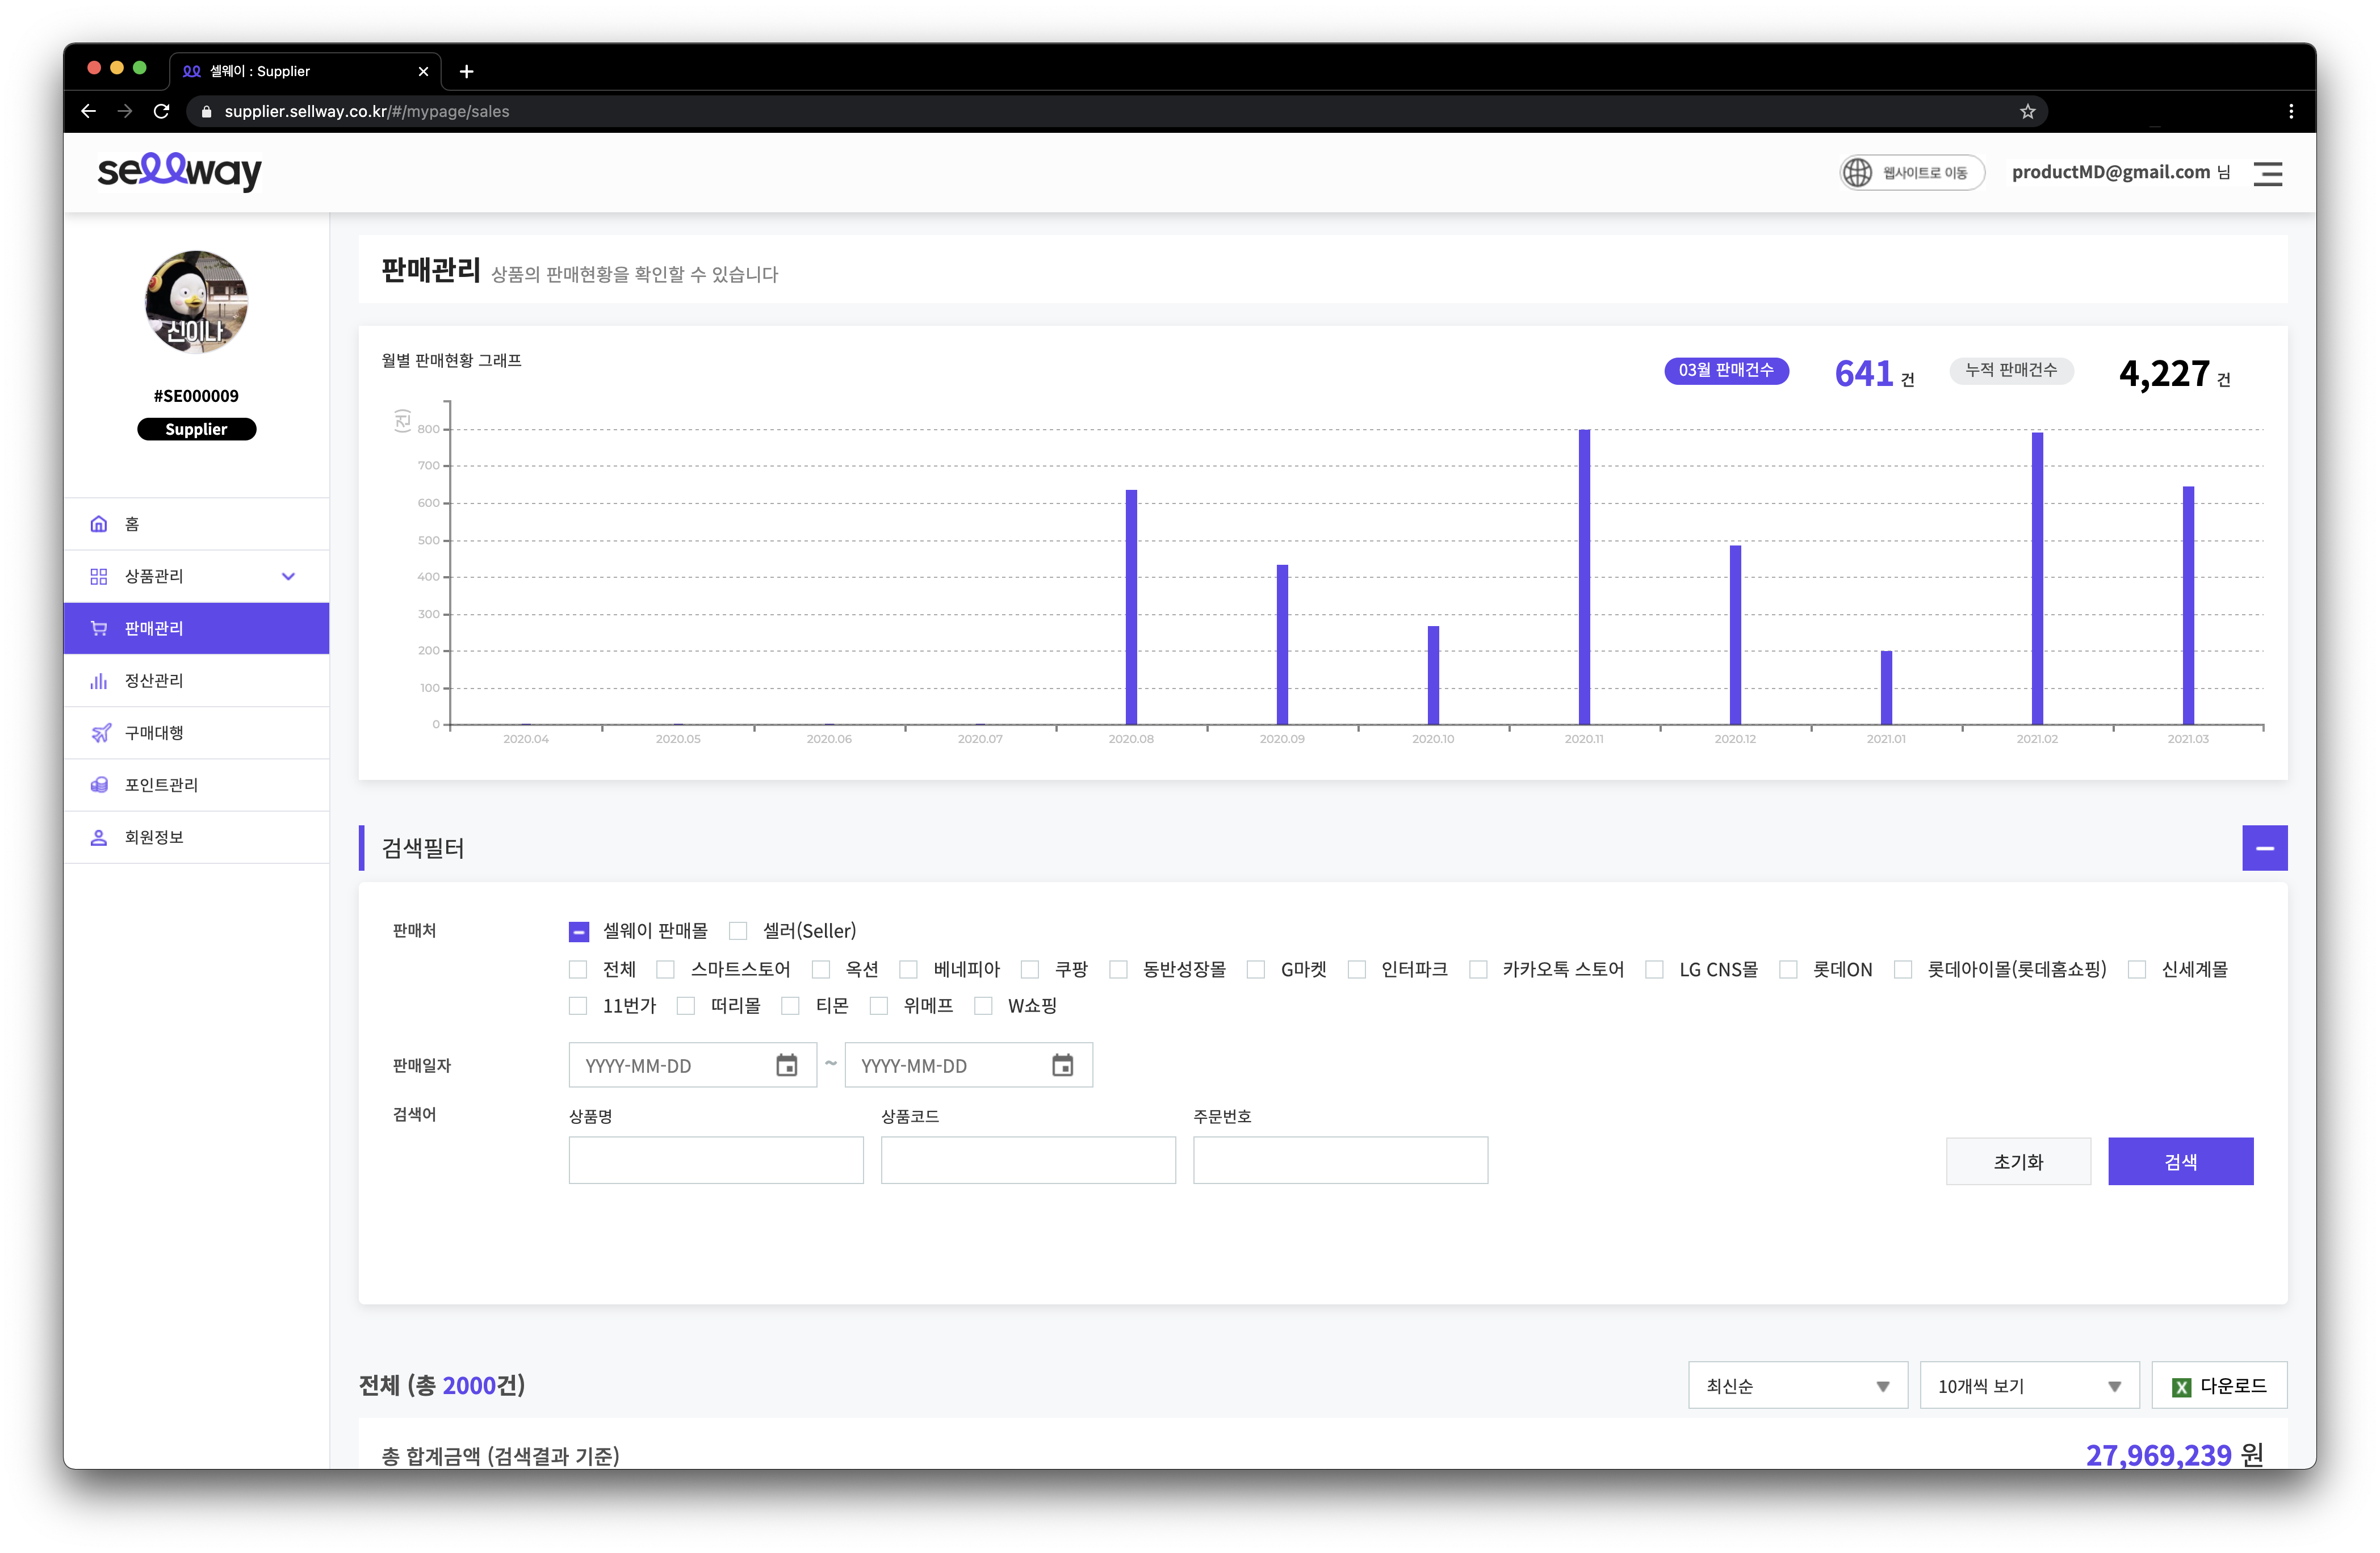 셀웨이 : Supplier
supplier.sellway.co.kr/#/mypage/sales
sellway
웹사이트로 이동
productMD@gmail.com 님
신이나
#SE000009
Supplier
홈
상품관리
판매관리
정산관리
구매대행
포인트관리
회원정보
판매관리 상품의 판매현황을 확인할 수 있습니다
월별 판매현황 그래프
03월 판매건수 641 건 누적 판매건수 4,227 건
(건)
800
700
600
500
400
300
200
100
0
2020.04 2020.05 2020.06 2020.07 2020.08 2020.09 2020.10 2020.11 2020.12 2021.01 2021.02 2021.03
검색필터
판매처 셀웨이 판매몰 셀러(Seller)
전체 스마트스토어 옥션 베네피아 쿠팡 동반성장몰 G마켓 인터파크 카카오톡 스토어 LG CNS몰 롯데ON 롯데아이몰(롯데홈쇼핑) 신세계몰
11번가 떠리몰 티몬 위메프 W쇼핑
판매일자 YYYY-MM-DD ~ YYYY-MM-DD
검색어 상품명 상품코드 주문번호
초기화 검색
전체 (총 2000건) 최신순 10개씩 보기 다운로드
총 합계금액 (검색결과 기준) 27,969,239 원